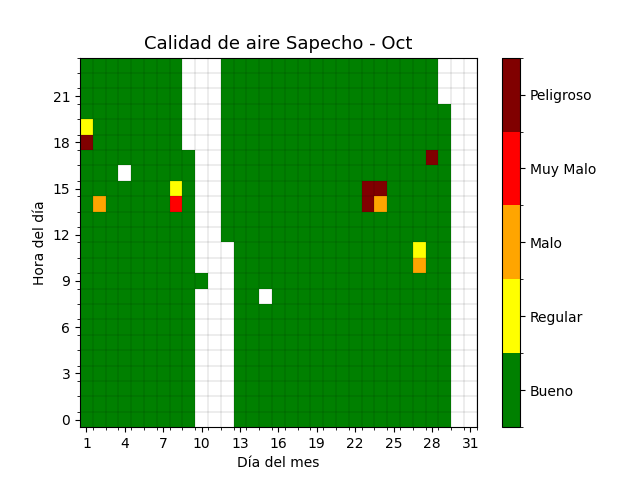 Calidad de aire Sapecho - Oct
21
18
15
12
9
6
3
0
Hora del día
1 4 7 10 13 16 19 22 25 28 31
Día del mes
Peligroso
Muy Malo
Malo
Regular
Bueno